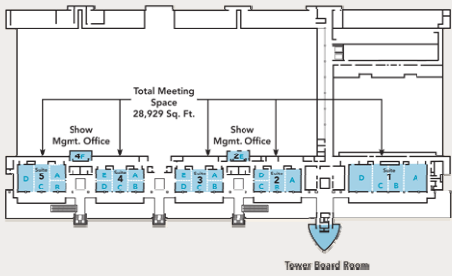 Total Meeting
Space
28,929 Sq. Ft.
Show
Mgmt. Office
Show
Mgmt. Office
4F
2E
D
Suite
5
A
C
B
E
Suite
4
A
D
C
B
E
Suite
3
A
D
C
B
E
Suite
2
A
D
C
B
D
Suite
1
A
C
B
Tower Board Room